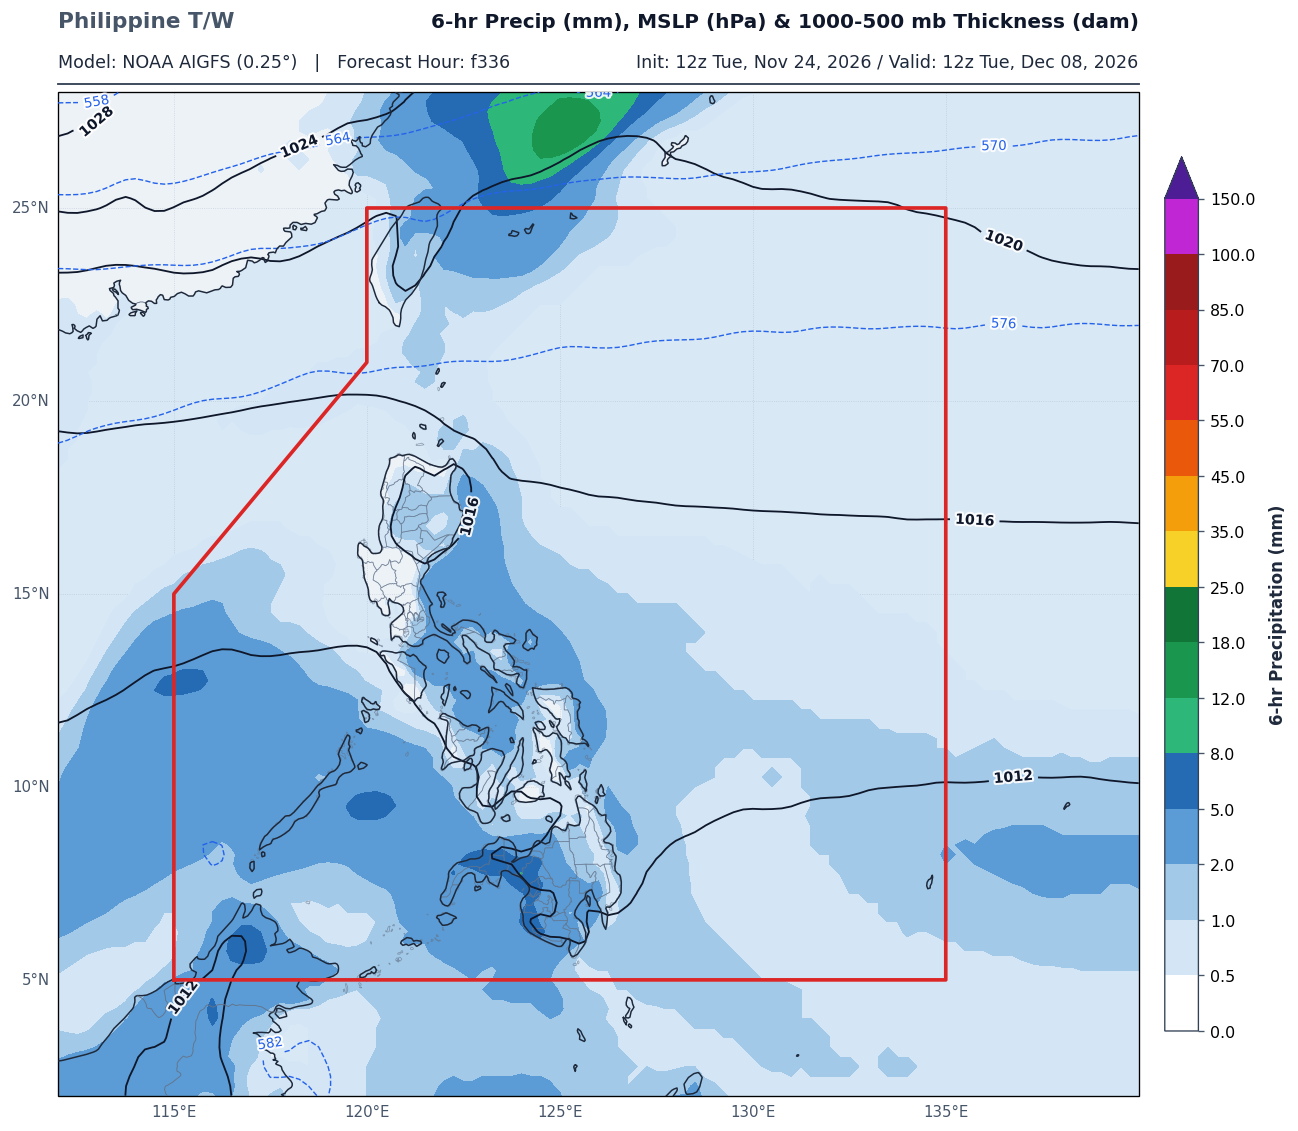 Philippine T/W
6-hr Precip (mm), MSLP (hPa) & 1000-500 mb Thickness (dam)
Model: NOAA AIGFS (0.25°) | Forecast Hour: f336
Init: 12z Tue, Nov 24, 2026 / Valid: 12z Tue, Dec 08, 2026
558
564
1028
1024
564
570
1020
576
1016
1016
1012
1012
582
25°N
20°N
15°N
10°N
5°N
115°E
120°E
125°E
130°E
135°E
150.0
100.0
85.0
70.0
55.0
45.0
35.0
25.0
18.0
12.0
8.0
5.0
2.0
1.0
0.5
0.0
6-hr Precipitation (mm)